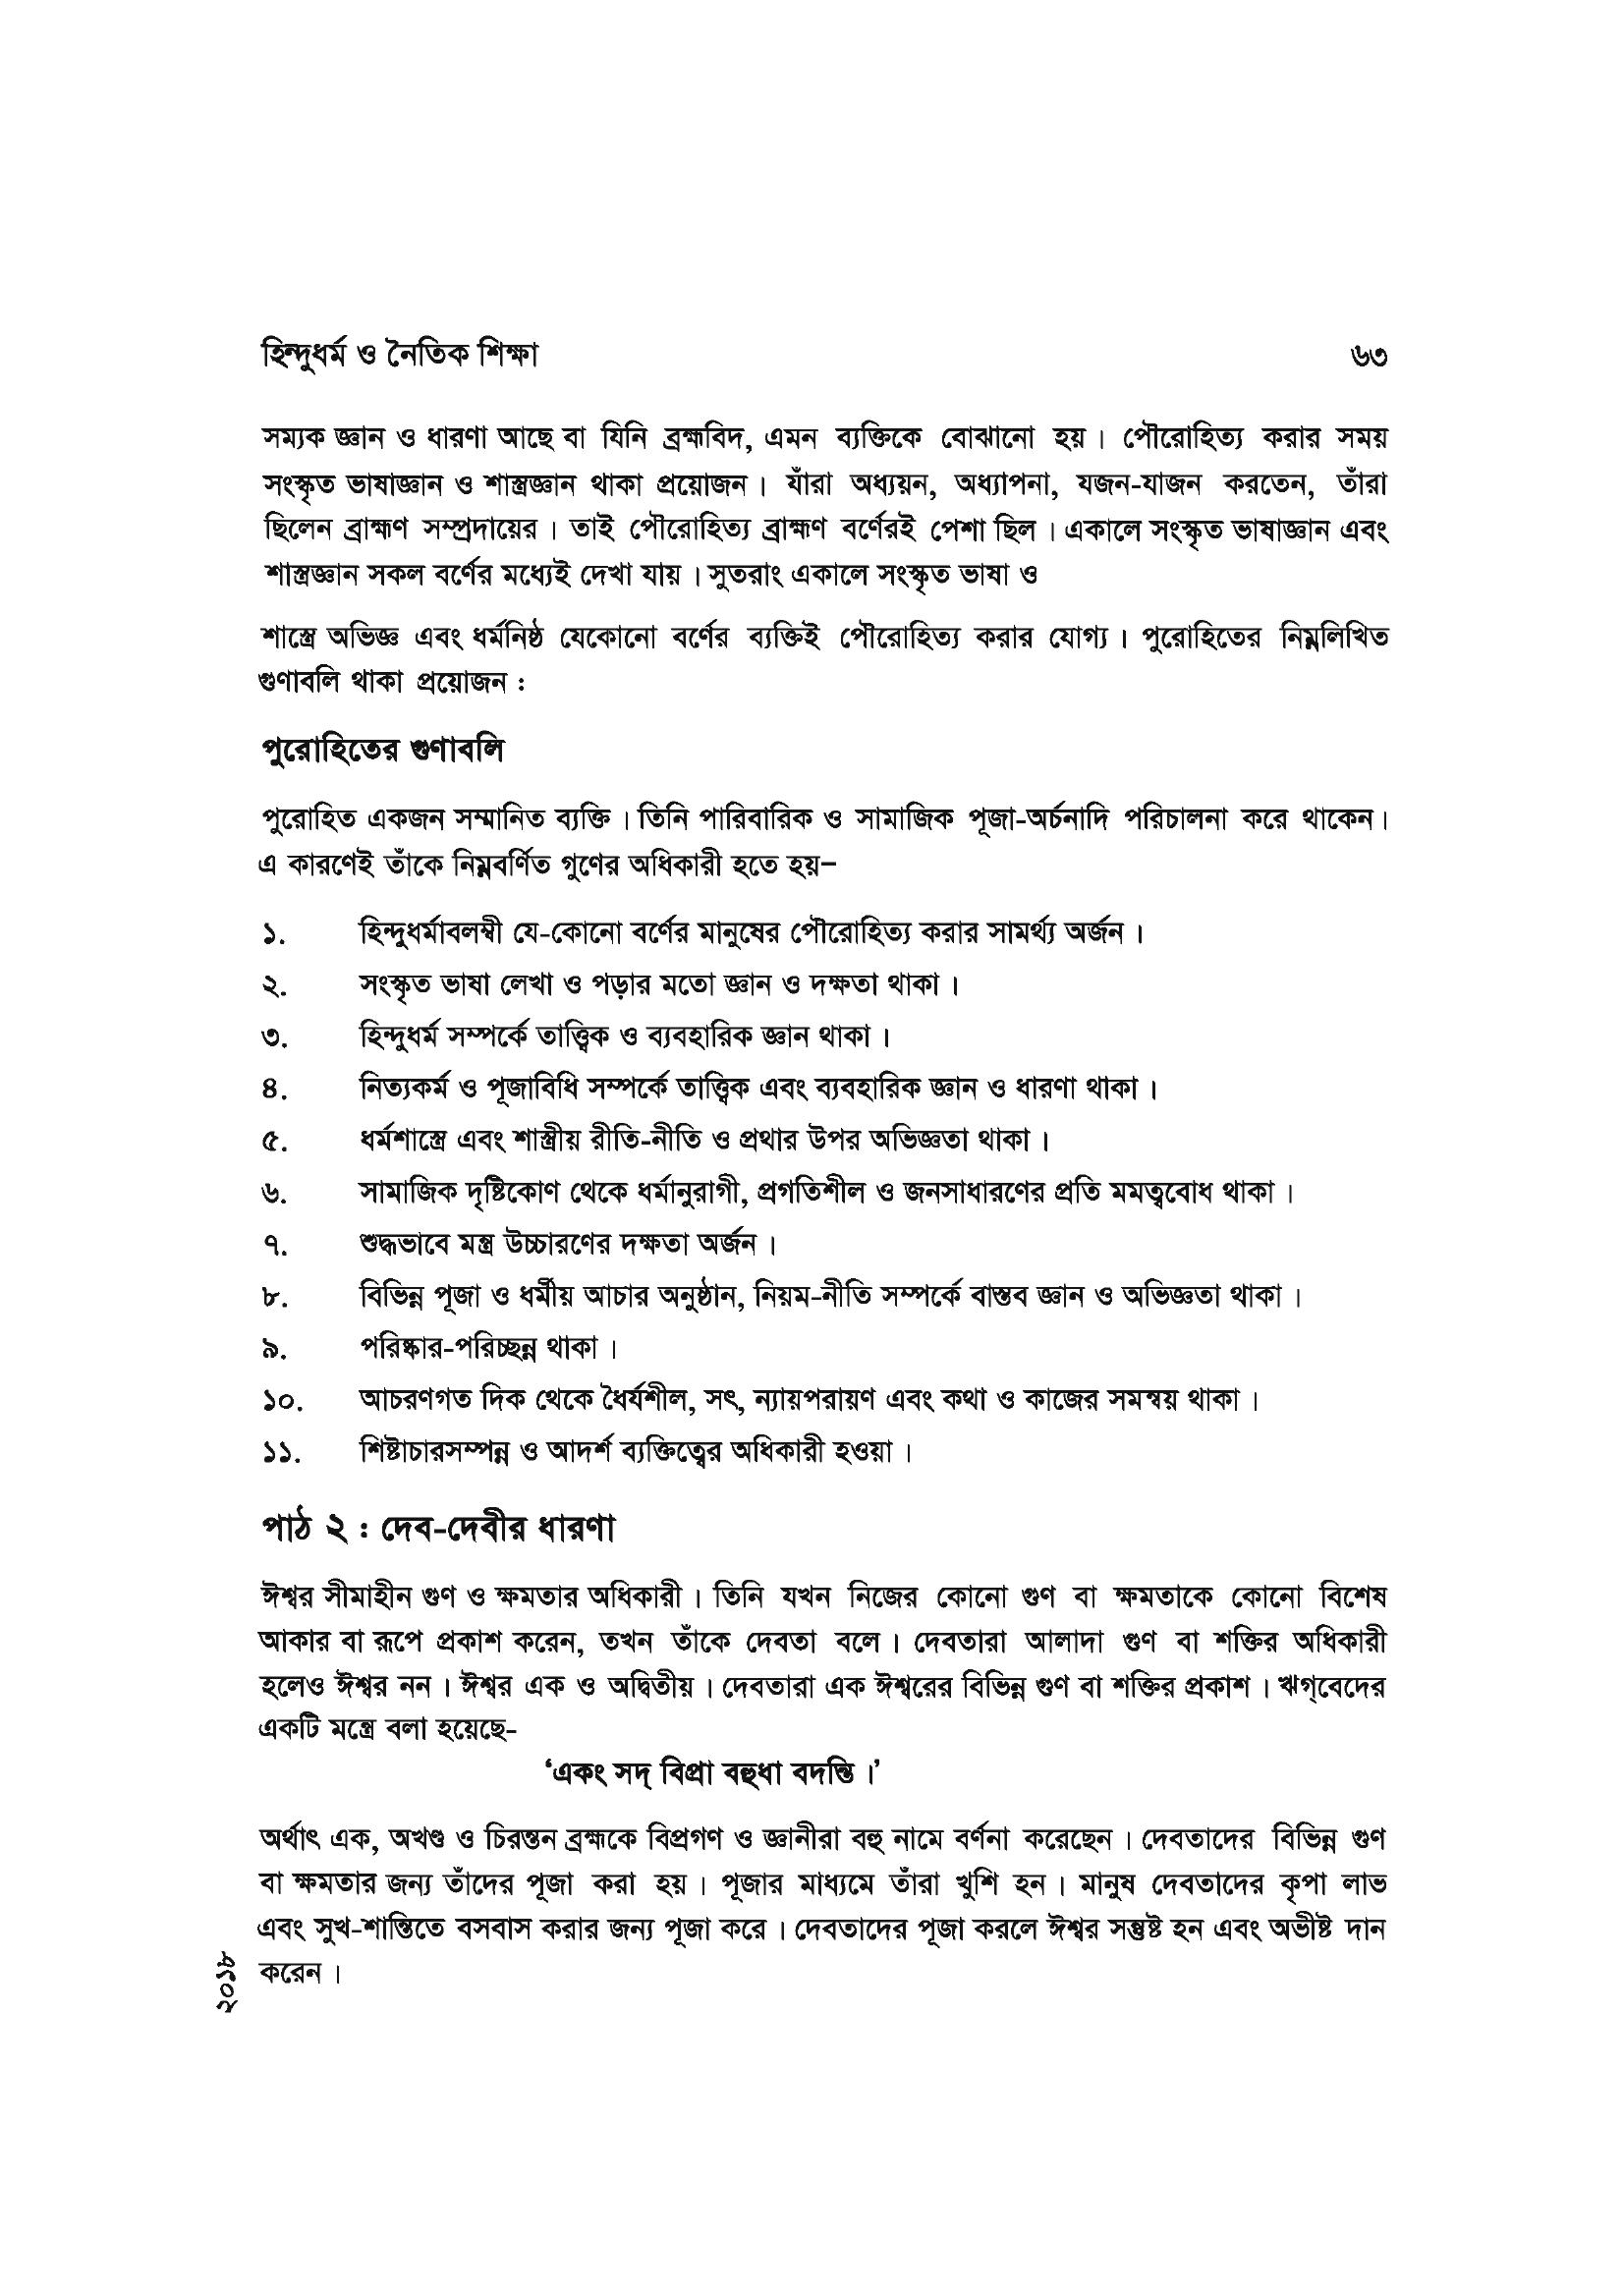 হিন্দুধর্ম ও নৈতিক শিক্ষা ৬৩
সম্যক জ্ঞান ও ধারণা আছে বা যিনি ব্রহ্মবিদ, এমন ব্যক্তিকে বোঝানো হয়। পৌরোহিত্য করার সময়
সংস্কৃত ভাষাজ্ঞান ও শাস্ত্রজ্ঞান থাকা প্রয়োজন। যাঁরা অধ্যয়ন, অধ্যাপনা, যজন-যাজন করতেন, তাঁরা
ছিলেন ব্রাহ্মণ সম্প্রদায়ের। তাই পৌরোহিত্য ব্রাহ্মণ বর্ণেরই পেশা ছিল। একালে সংস্কৃত ভাষাজ্ঞান এবং
শাস্ত্রজ্ঞান সকল বর্ণের মধ্যেই দেখা যায়। সুতরাং একালে সংস্কৃত ভাষা ও
শাস্ত্রে অভিজ্ঞ এবং ধর্মনিষ্ঠ যেকোনো বর্ণের ব্যক্তিই পৌরোহিত্য করার যোগ্য। পুরোহিতের নিম্নলিখিত
গুণাবলি থাকা প্রয়োজন :
পুরোহিতের গুণাবলি
পুরোহিত একজন সম্মানিত ব্যক্তি। তিনি পারিবারিক ও সামাজিক পূজা-অর্চনাদি পরিচালনা করে থাকেন।
এ কারণেই তাঁকে নিম্নবর্ণিত গুণের অধিকারী হতে হয়–
১. হিন্দুধর্মাবলম্বী যে-কোনো বর্ণের মানুষের পৌরোহিত্য করার সামর্থ্য অর্জন।
২. সংস্কৃত ভাষা লেখা ও পড়ার মতো জ্ঞান ও দক্ষতা থাকা।
৩. হিন্দুধর্ম সম্পর্কে তাত্ত্বিক ও ব্যবহারিক জ্ঞান থাকা।
৪. নিত্যকর্ম ও পূজাবিধি সম্পর্কে তাত্ত্বিক এবং ব্যবহারিক জ্ঞান ও ধারণা থাকা।
৫. ধর্মশাস্ত্রে এবং শাস্ত্রীয় রীতি-নীতি ও প্রথার উপর অভিজ্ঞতা থাকা।
৬. সামাজিক দৃষ্টিকোণ থেকে ধর্মানুরাগী, প্রগতিশীল ও জনসাধারণের প্রতি মমত্ববোধ থাকা।
৭. শুদ্ধভাবে মন্ত্র উচ্চারণের দক্ষতা অর্জন।
৮. বিভিন্ন পূজা ও ধর্মীয় আচার অনুষ্ঠান, নিয়ম-নীতি সম্পর্কে বাস্তব জ্ঞান ও অভিজ্ঞতা থাকা।
৯. পরিষ্কার-পরিচ্ছন্ন থাকা।
১০. আচরণগত দিক থেকে ধৈর্যশীল, সৎ, ন্যায়পরায়ণ এবং কথা ও কাজের সমন্বয় থাকা।
১১. শিষ্টাচারসম্পন্ন ও আদর্শ ব্যক্তিত্বের অধিকারী হওয়া।
পাঠ ২ : দেব-দেবীর ধারণা
ঈশ্বর সীমাহীন গুণ ও ক্ষমতার অধিকারী। তিনি যখন নিজের কোনো গুণ বা ক্ষমতাকে কোনো বিশেষ
আকার বা রূপে প্রকাশ করেন, তখন তাঁকে দেবতা বলে। দেবতারা আলাদা গুণ বা শক্তির অধিকারী
হলেও ঈশ্বর নন। ঈশ্বর এক ও অদ্বিতীয়। দেবতারা এক ঈশ্বরের বিভিন্ন গুণ বা শক্তির প্রকাশ। ঋগ্‌বেদের
একটি মন্ত্রে বলা হয়েছে-
‘একং সদ্ বিপ্রা বহুধা বদন্তি।’
অর্থাৎ এক, অখণ্ড ও চিরন্তন ব্রহ্মকে বিপ্রগণ ও জ্ঞানীরা বহু নামে বর্ণনা করেছেন। দেবতাদের বিভিন্ন গুণ
বা ক্ষমতার জন্য তাঁদের পূজা করা হয়। পূজার মাধ্যমে তাঁরা খুশি হন। মানুষ দেবতাদের কৃপা লাভ
এবং সুখ-শান্তিতে বসবাস করার জন্য পূজা করে। দেবতাদের পূজা করলে ঈশ্বর সন্তুষ্ট হন এবং অভীষ্ট দান
করেন।
২০১৮